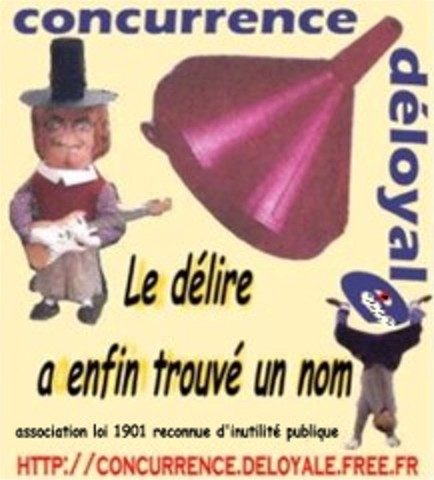 concurrence
déloyal
Le délire
a enfin trouvé un nom
association loi 1901 reconnue d'inutilité publique
HTTP://CONCURRENCE.DELOYALE.FREE.FR